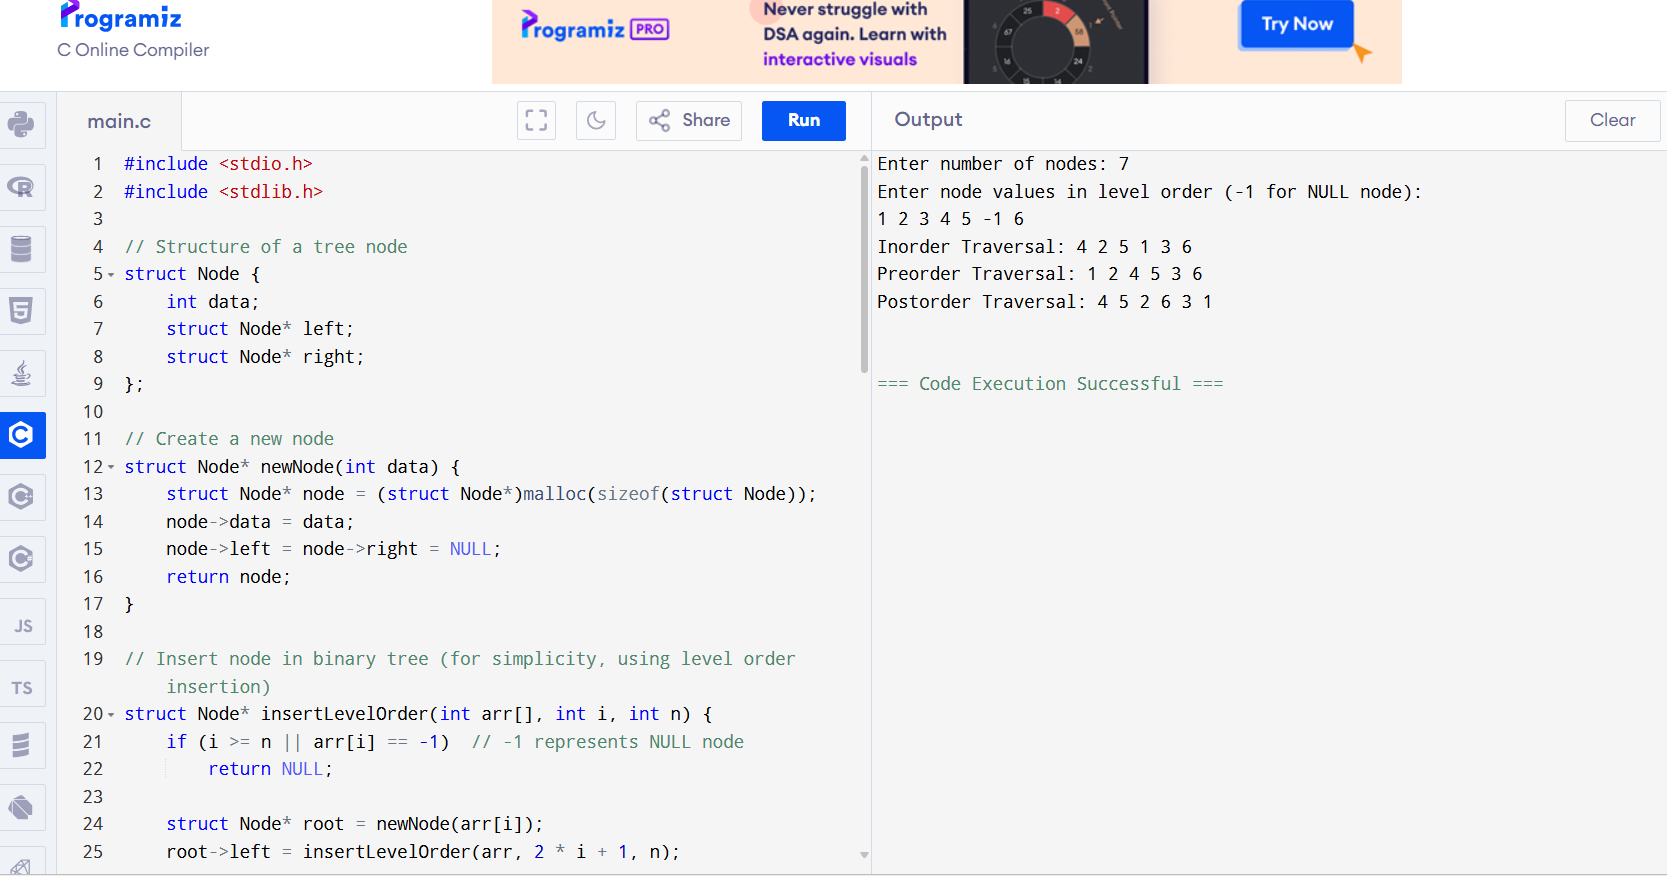 Programiz
C Online Compiler
Programiz PRO
Never struggle with
DSA again. Learn with
interactive visuals
Try Now
main.c
Share
Run
Output
Clear
1 #include <stdio.h>
2 #include <stdlib.h>
3
4 // Structure of a tree node
5 struct Node {
6 int data;
7 struct Node* left;
8 struct Node* right;
9 };
10
11 // Create a new node
12 struct Node* newNode(int data) {
13 struct Node* node = (struct Node*)malloc(sizeof(struct Node));
14 node->data = data;
15 node->left = node->right = NULL;
16 return node;
17 }
18
19 // Insert node in binary tree (for simplicity, using level order
insertion)
20 struct Node* insertLevelOrder(int arr[], int i, int n) {
21 if (i >= n || arr[i] == -1) // -1 represents NULL node
22 return NULL;
23
24 struct Node* root = newNode(arr[i]);
25 root->left = insertLevelOrder(arr, 2 * i + 1, n);
Enter number of nodes: 7
Enter node values in level order (-1 for NULL node):
1 2 3 4 5 -1 6
Inorder Traversal: 4 2 5 1 3 6
Preorder Traversal: 1 2 4 5 3 6
Postorder Traversal: 4 5 2 6 3 1
=== Code Execution Successful ===
JS
TS